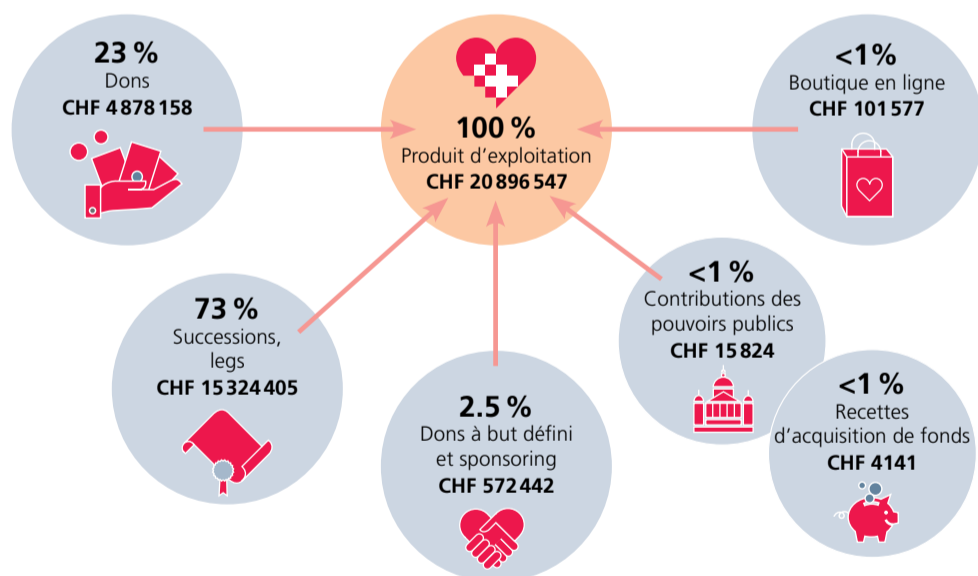 23 %
Dons
CHF 4 878 158
100 %
Produit d’exploitation
CHF 20 896 547
<1%
Boutique en ligne
CHF 101 577
73 %
Successions,
legs
CHF 15 324 405
2.5 %
Dons à but défini
et sponsoring
CHF 572 442
<1 %
Contributions des
pouvoirs publics
CHF 15 824
<1 %
Recettes
d’acquisition de fonds
CHF 4141